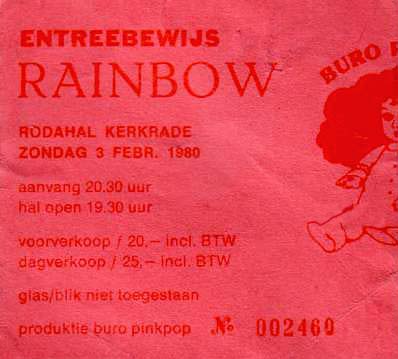 ENTREEBEWIJS
RAINBOW
BURO P
RODAHAL KERKRADE
ZONDAG 3 FEBR. 1980
aanvang 20.30 uur
hal open 19.30 uur
voorverkoop f 20,— incl. BTW
dagverkoop f 25,— incl. BTW
glas/blik niet toegestaan
produktie buro pinkpop № 002460